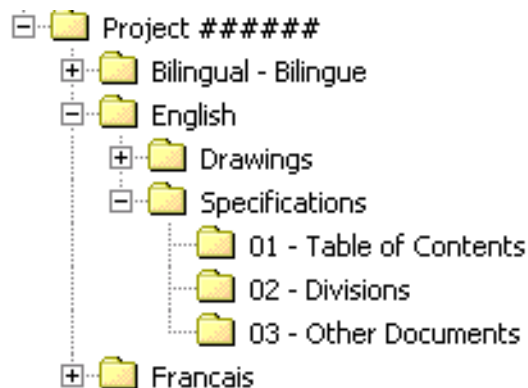 Project ######
Bilingual - Bilingue
English
Drawings
Specifications
01 - Table of Contents
02 - Divisions
03 - Other Documents
Francais